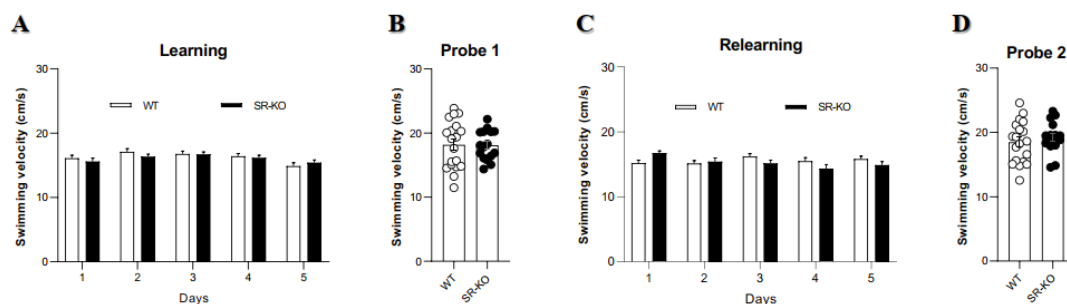 A
Learning
Swimming velocity (cm/s)
30
20
10
0
WT
SR-KO
1 2 3 4 5
Days
B
Probe 1
Swimming velocity (cm/s)
30
20
10
0
WT
SR-KO
C
Relearning
Swimming velocity (cm/s)
30
20
10
0
WT
SR-KO
1 2 3 4 5
Days
D
Probe 2
Swimming velocity (cm/s)
30
20
10
0
WT
SR-KO